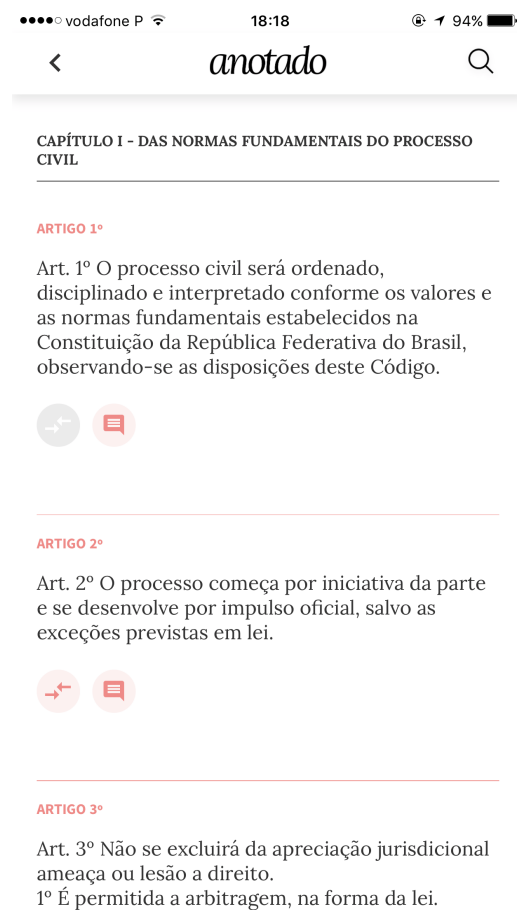 vodafone P
18:18
94%
anotado
CAPÍTULO I - DAS NORMAS FUNDAMENTAIS DO PROCESSO
CIVIL
ARTIGO 1º
Art. 1º O processo civil será ordenado,
disciplinado e interpretado conforme os valores e
as normas fundamentais estabelecidos na
Constituição da República Federativa do Brasil,
observando-se as disposições deste Código.
ARTIGO 2º
Art. 2º O processo começa por iniciativa da parte
e se desenvolve por impulso oficial, salvo as
exceções previstas em lei.
ARTIGO 3º
Art. 3º Não se excluirá da apreciação jurisdicional
ameaça ou lesão a direito.
1º É permitida a arbitragem, na forma da lei.